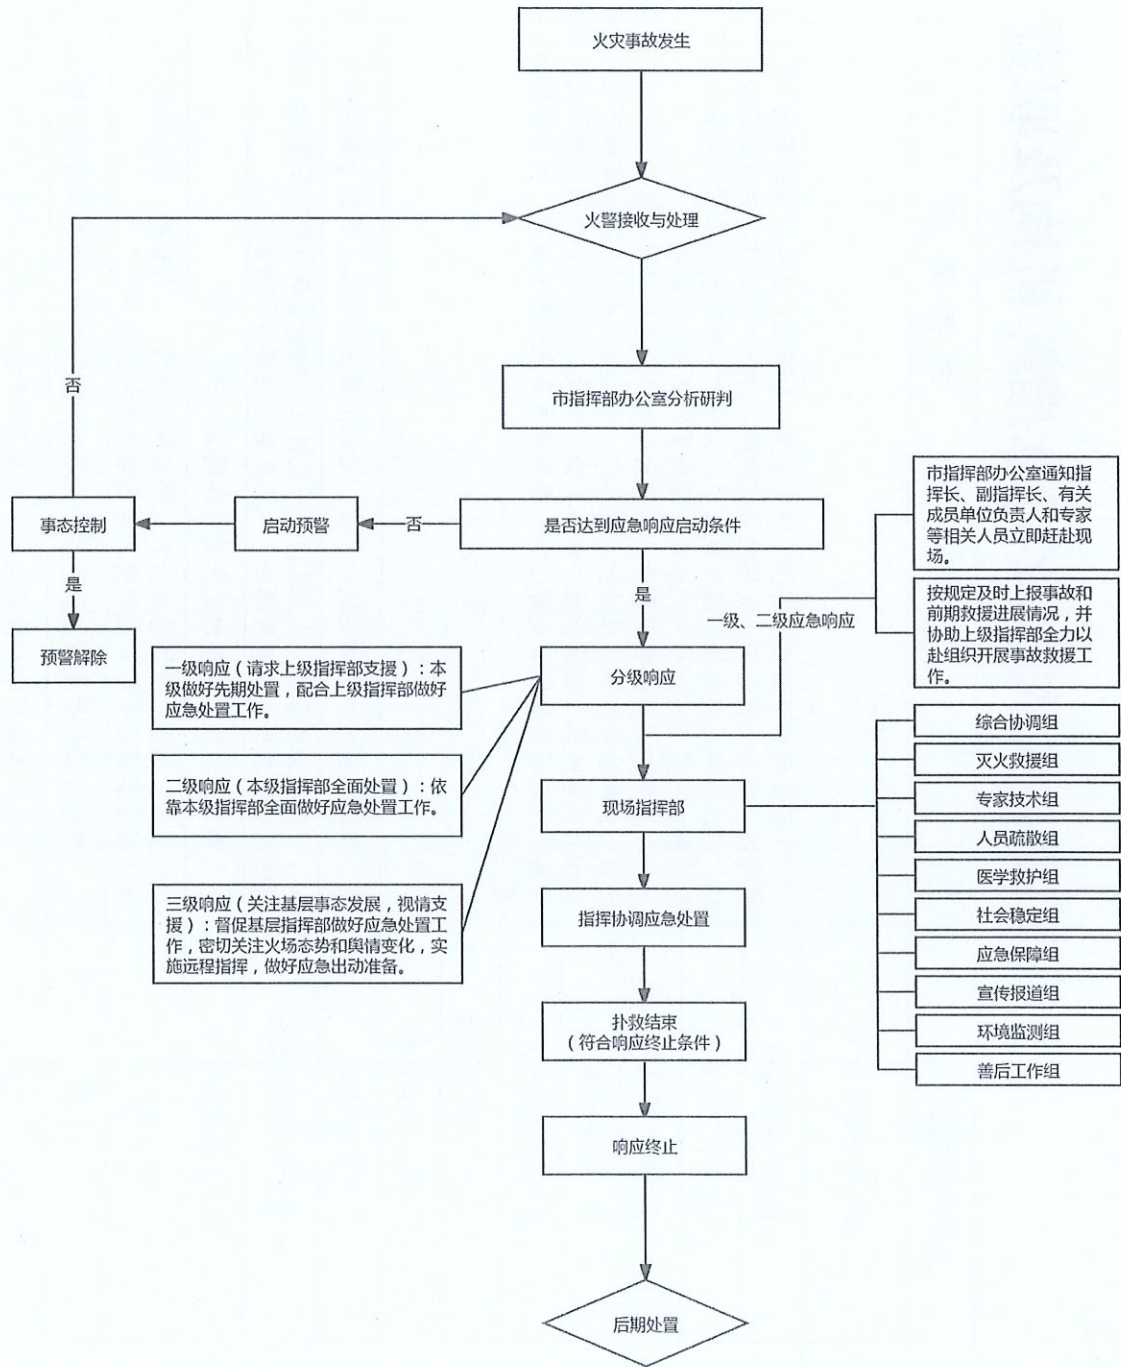 火灾事故发生
火警接收与处理
否
市指挥部办公室分析研判
市指挥部办公室通知指
挥长、副指挥长、有关
成员单位负责人和专家
等相关人员立即赶赴现
场。
事态控制
启动预警
否
是否达到应急响应启动条件
是
是
一级、二级应急响应
按规定及时上报事故和
前期救援进展情况，并
协助上级指挥部全力以
赴组织开展事故救援工
作。
预警解除
一级响应（请求上级指挥部支援）：本
级做好先期处置，配合上级指挥部做好
应急处置工作。
分级响应
二级响应（本级指挥部全面处置）：依
靠本级指挥部全面做好应急处置工作。
现场指挥部
三级响应（关注基层事态发展，视情支
援）：督促基层指挥部做好应急处置工
作，密切关注火场态势和舆情变化，实
施远程指挥，做好应急出动准备。
综合协调组
灭火救援组
专家技术组
人员疏散组
医学救护组
社会稳定组
应急保障组
宣传报道组
环境监测组
善后工作组
指挥协调应急处置
扑救结束
（符合响应终止条件）
响应终止
后期处置